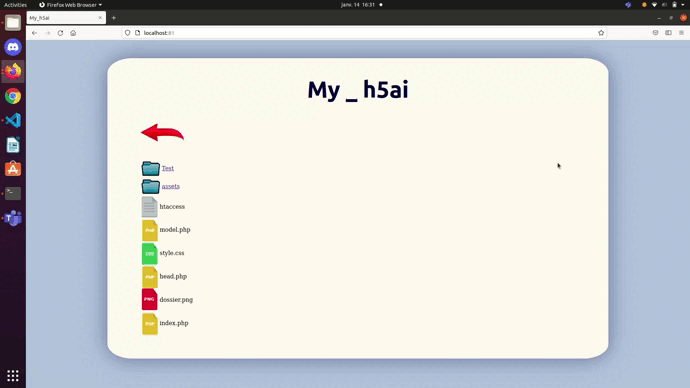 Activities
Firefox Web Browser
janv. 14 16:31
My_h5ai
localhost:81
My _ h5ai
Test
assets
htaccess
PHP model.php
CSS style.css
PHP head.php
PNG dossier.png
PHP index.php